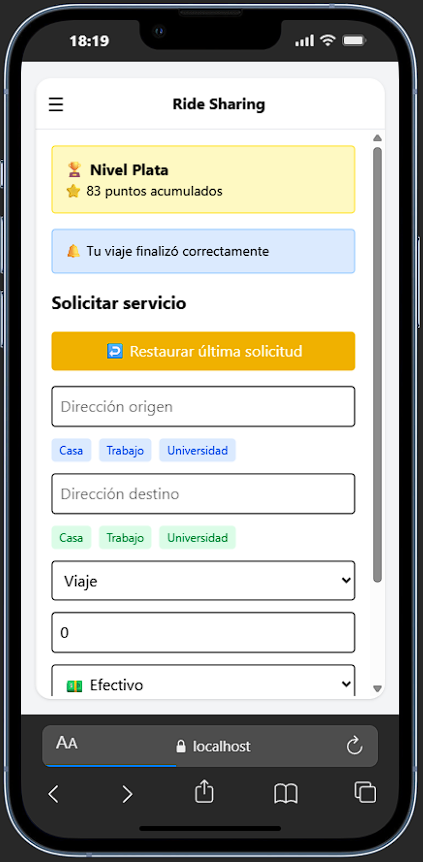 18:19
Ride Sharing
Nivel Plata
83 puntos acumulados
Tu viaje finalizó correctamente
Solicitar servicio
Restaurar última solicitud
Dirección origen
Casa Trabajo Universidad
Dirección destino
Casa Trabajo Universidad
Viaje
0
Efectivo
AA localhost